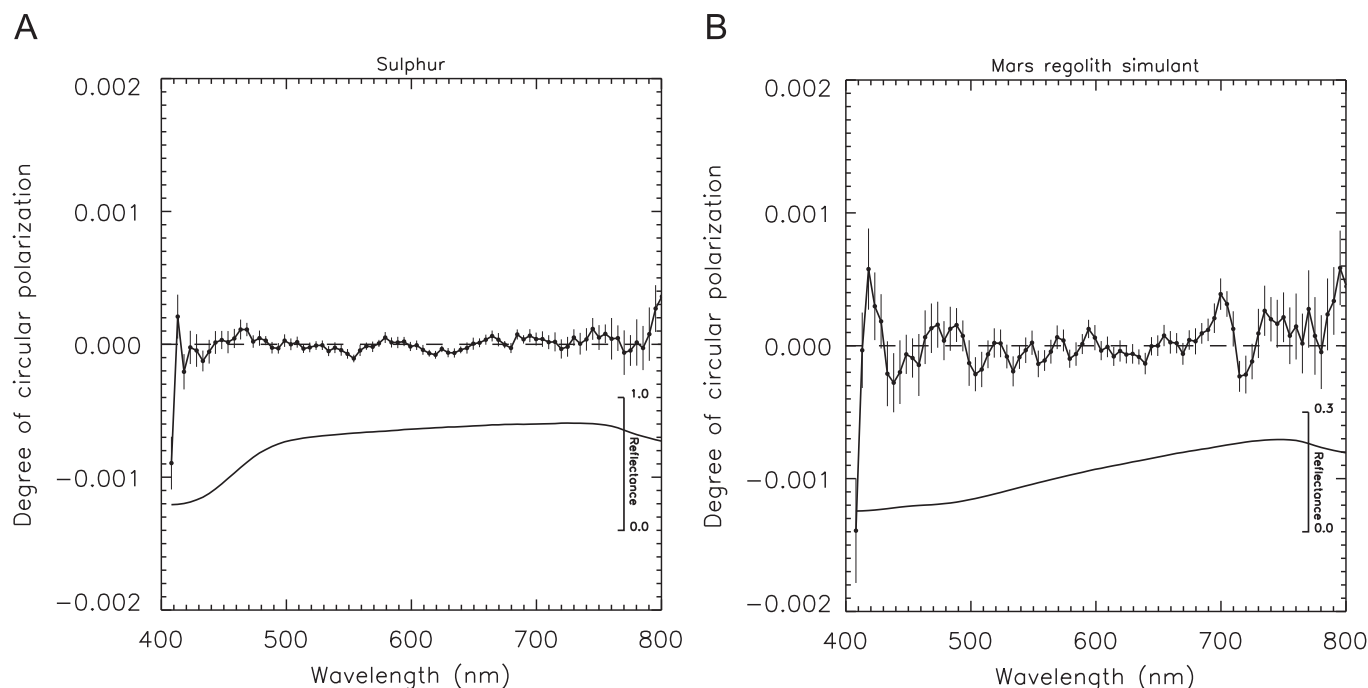 A
Sulphur
0.002
0.001
0.000
−0.001
−0.002
Degree of circular polarization
1.0
Reflectance
0.0
400 500 600 700 800
Wavelength (nm)
B
Mars regolith simulant
0.002
0.001
0.000
−0.001
−0.002
Degree of circular polarization
0.3
Reflectance
0.0
400 500 600 700 800
Wavelength (nm)